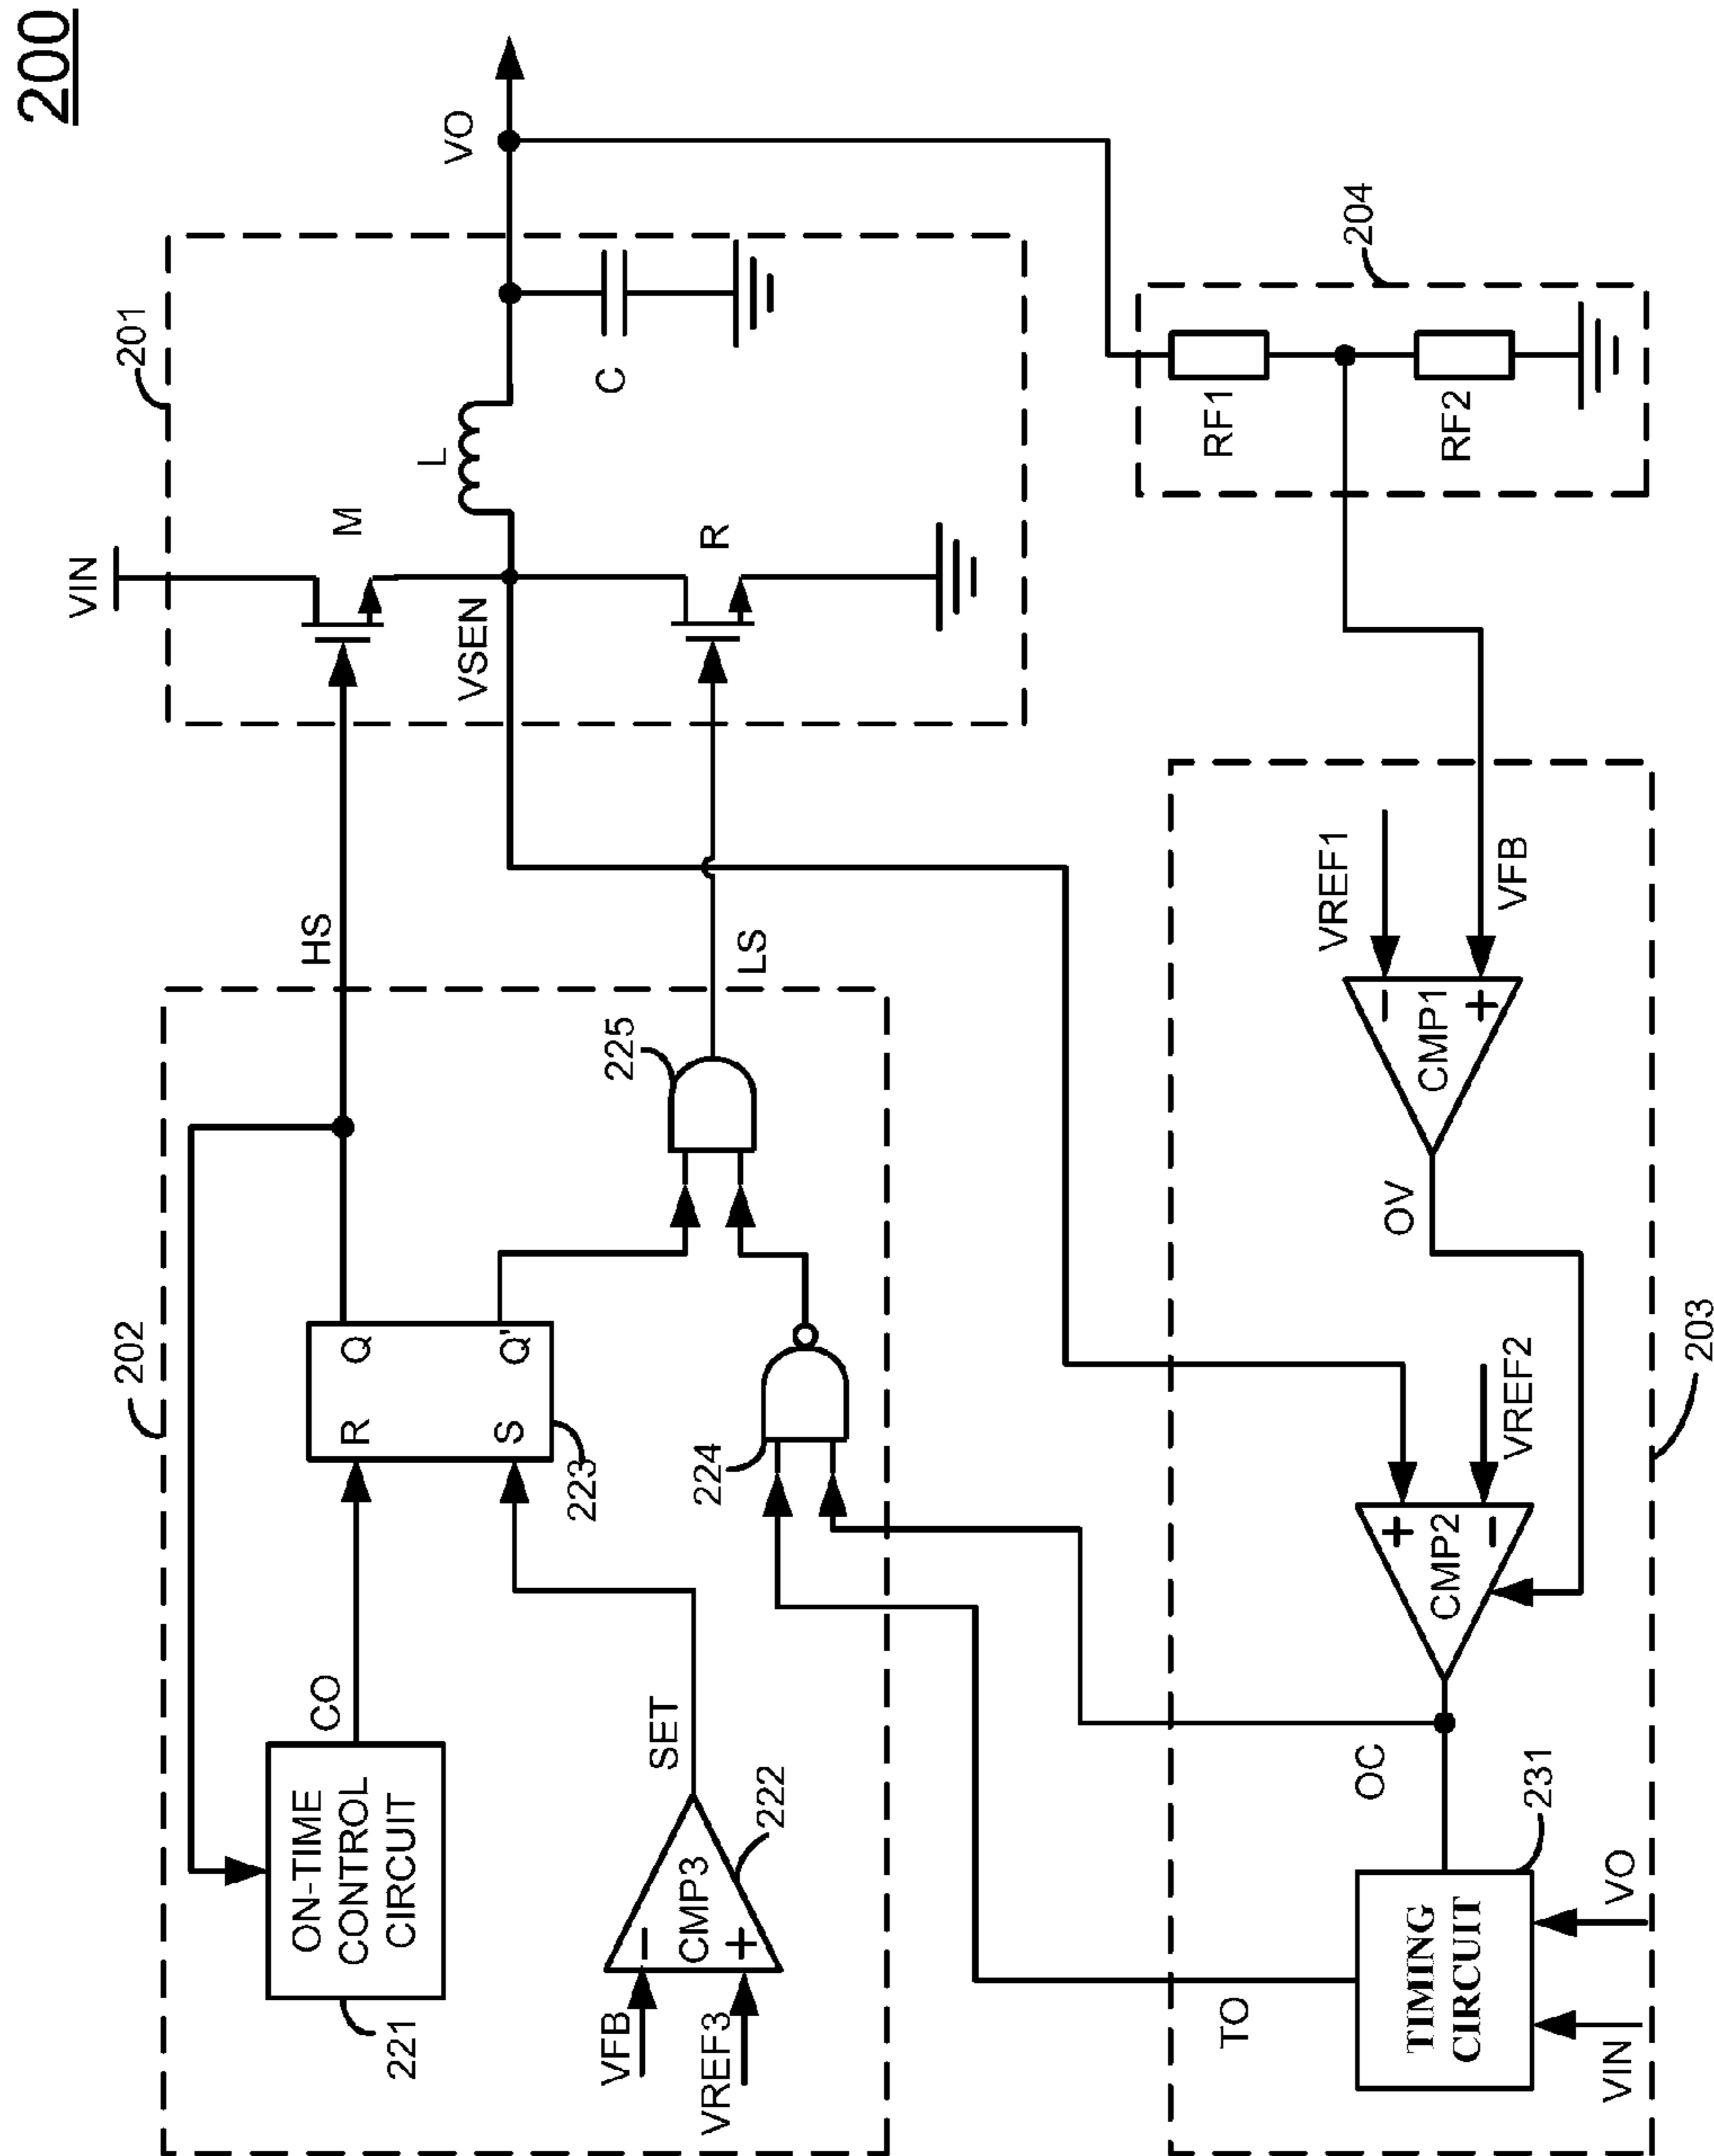 200
VIN
201
M
HS
L
VO
VSEN
C
R
LS
202
221
ON-TIME
CONTROL
CIRCUIT
CO
R
Q
S
Q'
223
225
224
SET
VFB
VREF3
CMP3
222
204
RF1
RF2
203
VREF1
VFB
CMP1
OV
VREF2
CMP2
OC
231
TO
TIMING
CIRCUIT
VIN
VO